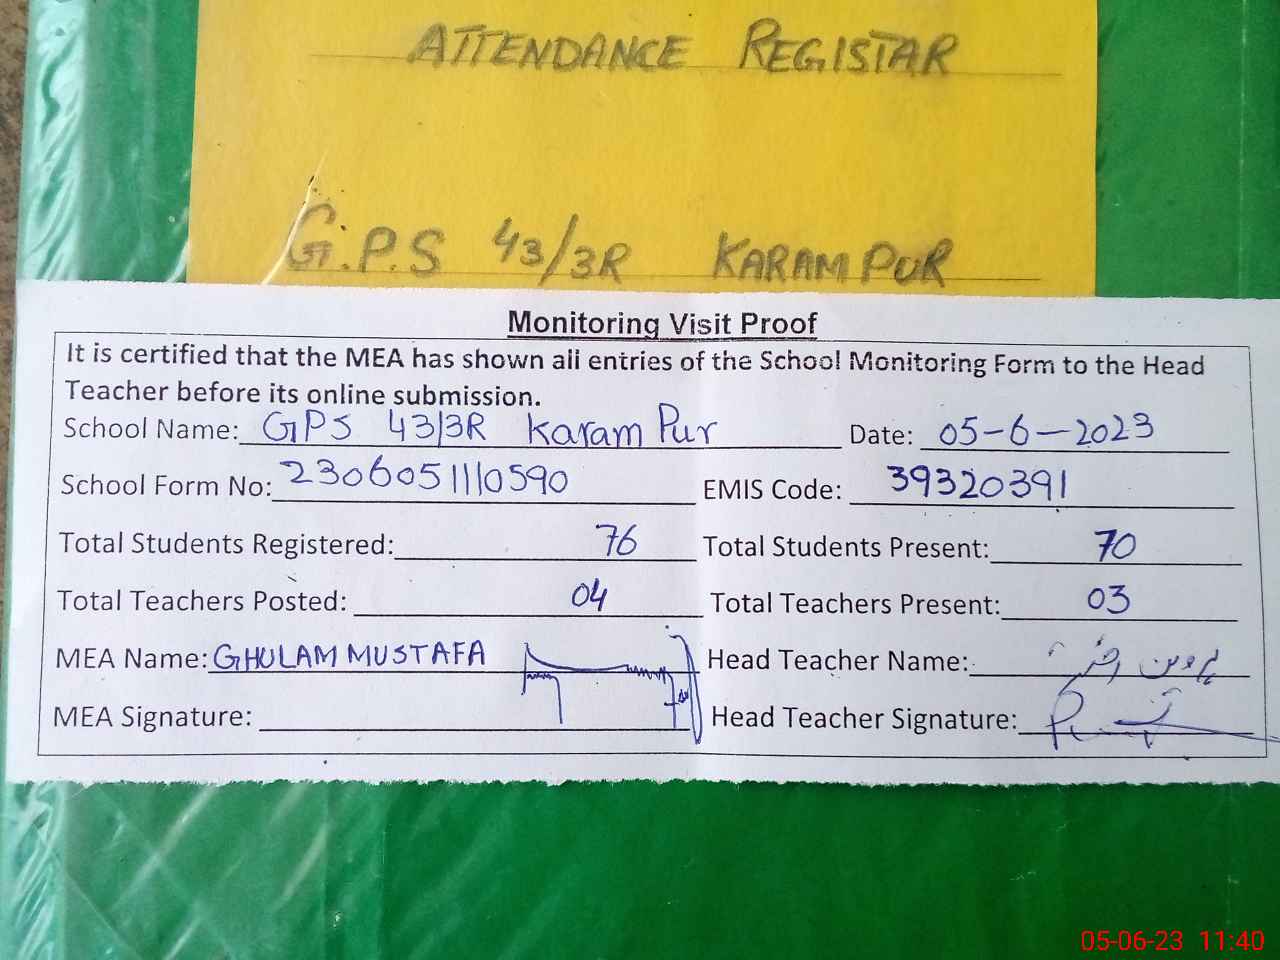 ATTENDANCE REGISTAR
G.P.S 43/3R KARAM PUR
Monitoring Visit Proof
It is certified that the MEA has shown all entries of the School Monitoring Form to the Head
Teacher before its online submission.
School Name: GPS 43/3R Karam Pur Date: 05-6-2023
School Form No: 2306051110590 EMIS Code: 39320391
Total Students Registered: 76 Total Students Present: 70
Total Teachers Posted: 04 Total Teachers Present: 03
MEA Name: GHULAM MUSTAFA Head Teacher Name:
MEA Signature: Head Teacher Signature:
05-06-23 11:40